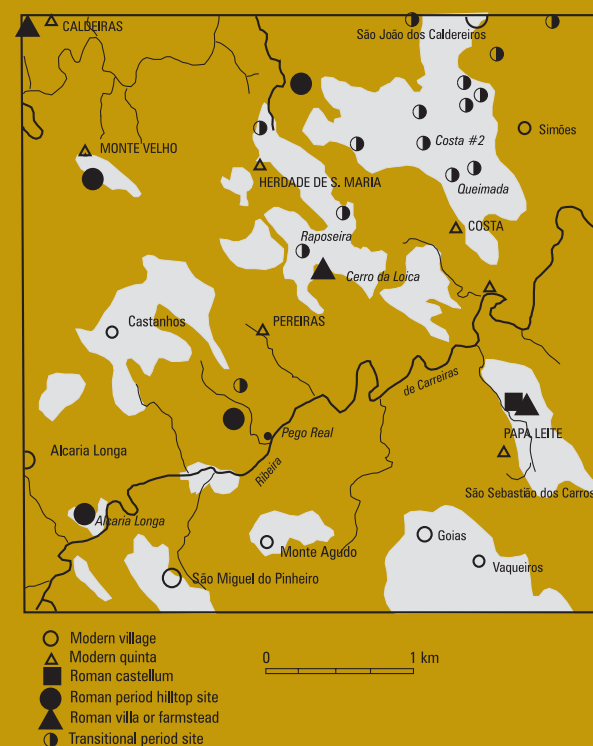 CALDEIRAS
São João dos Caldereiros
Simões
Costa #2
MONTE VELHO
HERDADE DE S. MARIA
Queimada
COSTA
Raposeira
Cerro da Loica
Castanhos
PEREIRAS
de Carreiras
Pego Real
PAPA LEITE
Alcaria Longa
Ribeira
São Sebastião dos Carros
Alcaria Longa
Goias
Monte Agudo
Vaqueiros
São Miguel do Pinheiro
Modern village
Modern quinta
Roman castellum
Roman period hilltop site
Roman villa or farmstead
Transitional period site
0 1 km